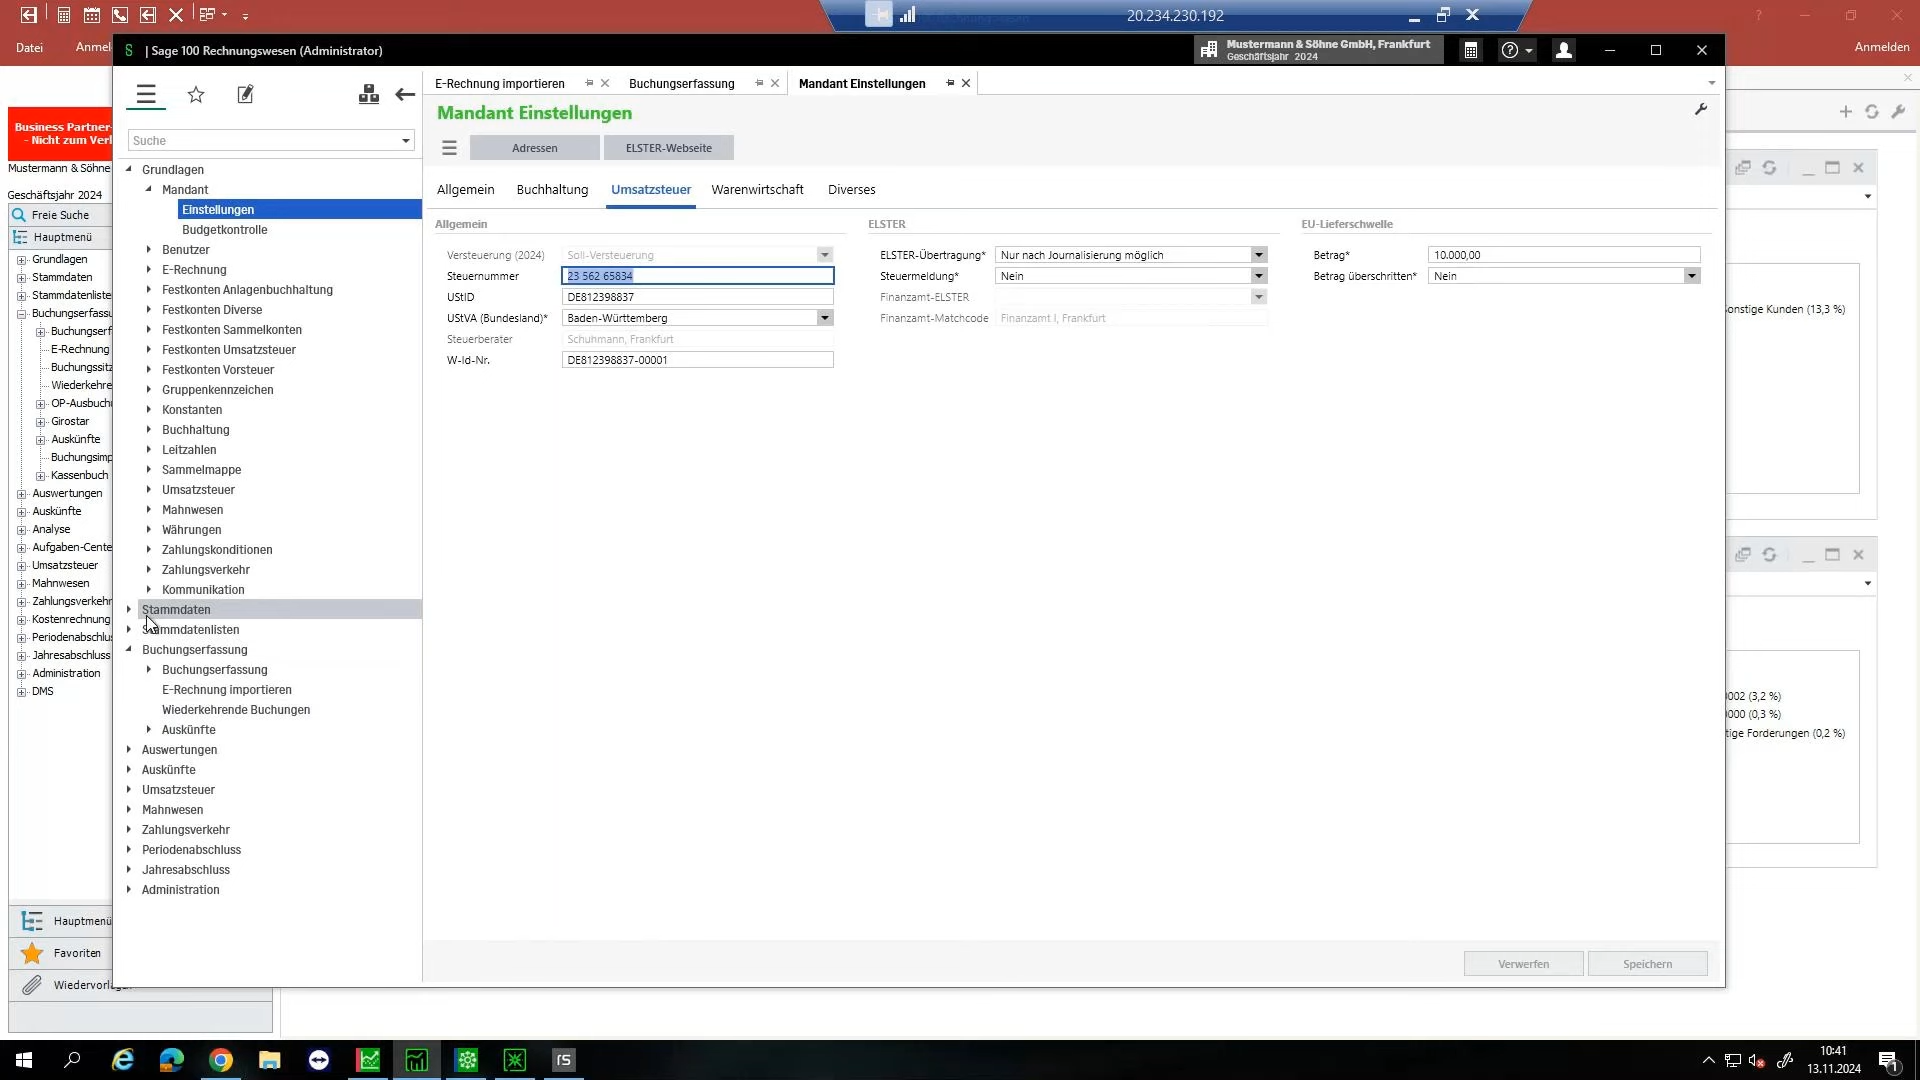 20.234.230.192
Datei
Anmel
Anmelden
S | Sage 100 Rechnungswesen (Administrator)
Mustermann & Söhne GmbH, Frankfurt
Geschäftsjahr 2024
Business Partner-
- Nicht zum Verl
Mustermann & Söhne
Geschäftsjahr 2024
Freie Suche
Hauptmenü
Grundlagen
Stammdaten
Stammdatenliste
Buchungserfassu
Buchungserf
E-Rechnung
Buchungssitz
Wiederkehre
OP-Ausbuch
Girostar
Auskünfte
Buchungsimp
Kassenbuch
Auswertungen
Auskünfte
Analyse
Aufgaben-Cente
Umsatzsteuer
Mahnwesen
Zahlungsverkehr
Kostenrechnung
Periodenabschlu
Jahresabschluss
Administration
DMS
Hauptmenü
Favoriten
Wiedervorlagen
Suche
Grundlagen
Mandant
Einstellungen
Budgetkontrolle
Benutzer
E-Rechnung
Festkonten Anlagenbuchhaltung
Festkonten Diverse
Festkonten Sammelkonten
Festkonten Umsatzsteuer
Festkonten Vorsteuer
Gruppenkennzeichen
Konstanten
Buchhaltung
Leitzahlen
Sammelmappe
Umsatzsteuer
Mahnwesen
Währungen
Zahlungskonditionen
Zahlungsverkehr
Kommunikation
Stammdaten
Stammdatenlisten
Buchungserfassung
Buchungserfassung
E-Rechnung importieren
Wiederkehrende Buchungen
Auskünfte
Auswertungen
Auskünfte
Umsatzsteuer
Mahnwesen
Zahlungsverkehr
Periodenabschluss
Jahresabschluss
Administration
E-Rechnung importieren
Buchungserfassung
Mandant Einstellungen
Mandant Einstellungen
Adressen
ELSTER-Webseite
Allgemein
Buchhaltung
Umsatzsteuer
Warenwirtschaft
Diverses
Allgemein
Versteuerung (2024) Soll-Versteuerung
Steuernummer 23 562 65834
UStID DE812398837
UStVA (Bundesland)* Baden-Württemberg
Steuerberater Schuhmann, Frankfurt
W-Id-Nr. DE812398837-00001
ELSTER
ELSTER-Übertragung* Nur nach Journalisierung möglich
Steuermeldung* Nein
Finanzamt-ELSTER
Finanzamt-Matchcode Finanzamt I, Frankfurt
EU-Lieferschwelle
Betrag* 10.000,00
Betrag überschritten* Nein
Verwerfen
Speichern
onstige Kunden (13,3 %)
0002 (3,2 %)
0000 (0,3 %)
tige Forderungen (0,2 %)
rS
10:41
13.11.2024
1